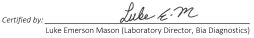 Certified by: Luke E. M
Luke Emerson Mason (Laboratory Director, Bia Diagnostics)